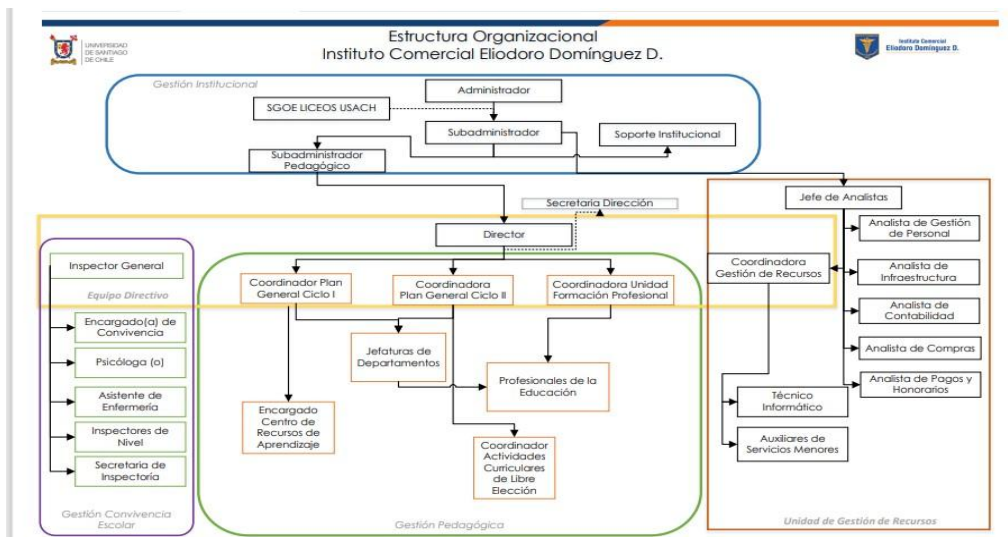 Estructura Organizacional
Instituto Comercial Eliodoro Domínguez D.
UNIVERSIDAD
DE SANTIAGO
DE CHILE
Instituto Comercial
Eliodoro Domínguez D.
Gestión Institucional
Administrador
SGOE LICEOS USACH
Subadministrador
Soporte Institucional
Subadministrador
Pedagógico
Jefe de Analistas
Secretaria Dirección
Director
Analista de Gestión
de Personal
Inspector General
Coordinadora
Gestión de Recursos
Analista de
Infraestructura
Coordinador Plan
General Ciclo I
Coordinadora
Plan General Ciclo II
Coordinadora Unidad
Formación Profesional
Equipo Directivo
Analista de
Contabilidad
Encargado(a) de
Convivencia
Jefaturas de
Departamentos
Analista de Compras
Psicóloga (o)
Profesionales de la
Educación
Analista de Pagos y
Honorarios
Asistente de
Enfermería
Técnico
Informático
Encargado
Centro de
Recursos de
Aprendizaje
Inspectores de
Nivel
Auxiliares de
Servicios Menores
Coordinador
Actividades
Curriculares
de Libre
Elección
Secretaria de
Inspectoría
Gestión Convivencia
Escolar
Gestión Pedagógica
Unidad de Gestión de Recursos